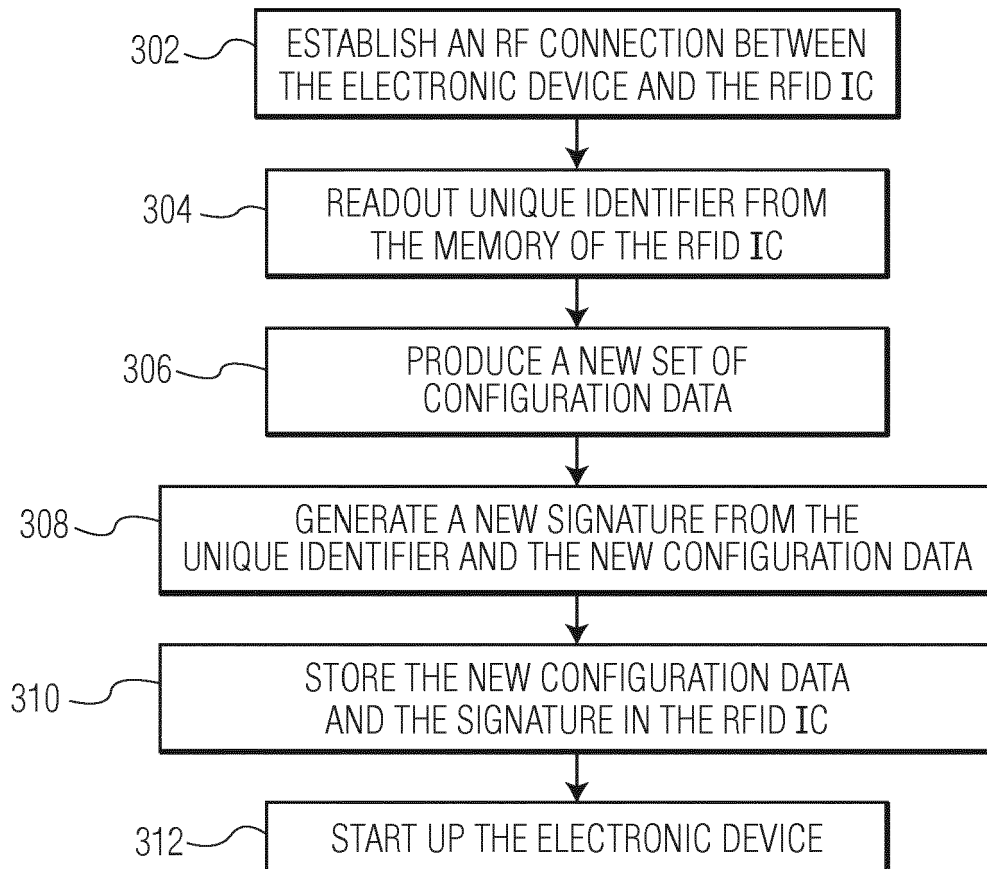 302
ESTABLISH AN RF CONNECTION BETWEEN
THE ELECTRONIC DEVICE AND THE RFID IC
304
READOUT UNIQUE IDENTIFIER FROM
THE MEMORY OF THE RFID IC
306
PRODUCE A NEW SET OF
CONFIGURATION DATA
308
GENERATE A NEW SIGNATURE FROM THE
UNIQUE IDENTIFIER AND THE NEW CONFIGURATION DATA
310
STORE THE NEW CONFIGURATION DATA
AND THE SIGNATURE IN THE RFID IC
312
START UP THE ELECTRONIC DEVICE